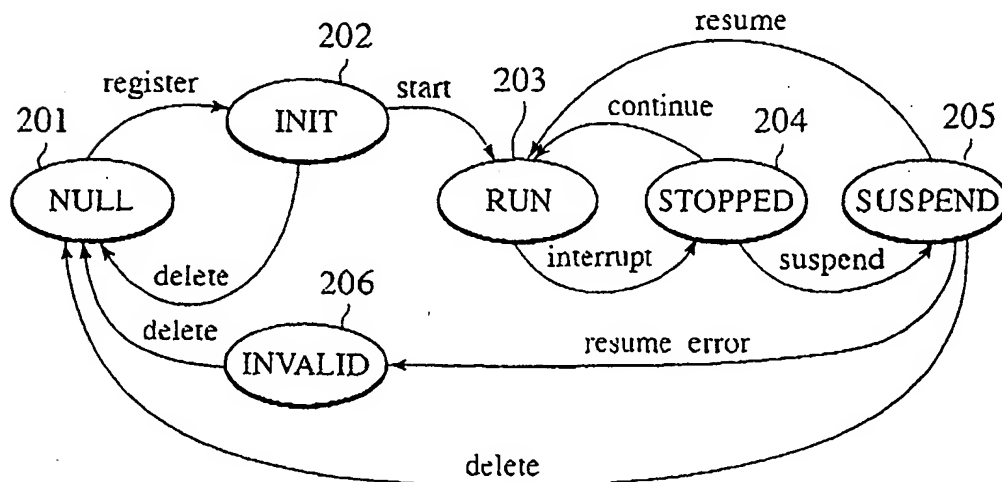 resume
202
register
start
203
continue
204
205
201
INIT
NULL
RUN
STOPPED
SUSPEND
interrupt
suspend
delete
206
delete
resume error
INVALID
delete